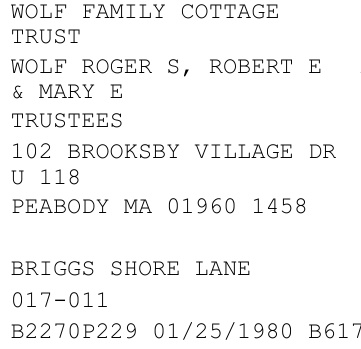 WOLF FAMILY COTTAGE
TRUST
WOLF ROGER S, ROBERT E
& MARY E
TRUSTEES
102 BROOKSBY VILLAGE DR
U 118
PEABODY MA 01960 1458
BRIGGS SHORE LANE
017-011
B2270P229 01/25/1980 B617